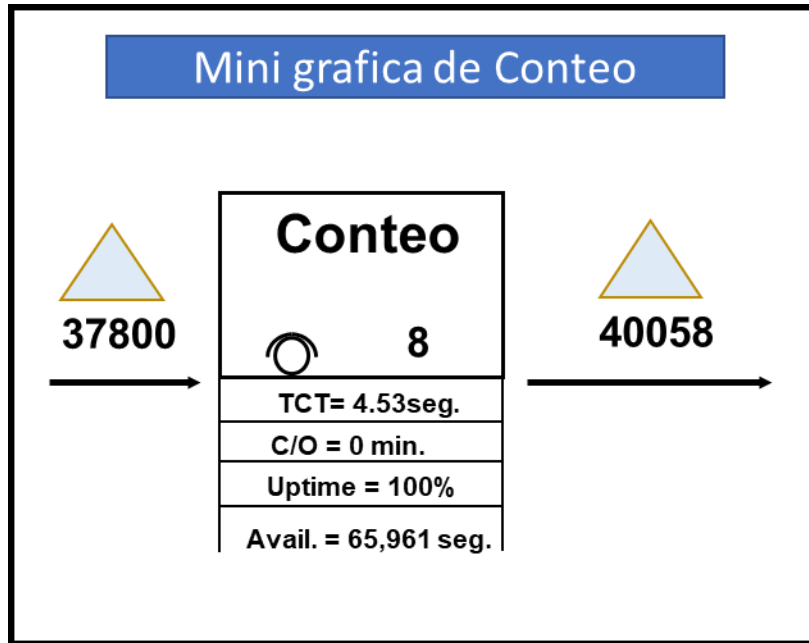 Mini grafica de Conteo
Conteo
37800
8
40058
TCT= 4.53seg.
C/O = 0 min.
Uptime = 100%
Avail. = 65,961 seg.